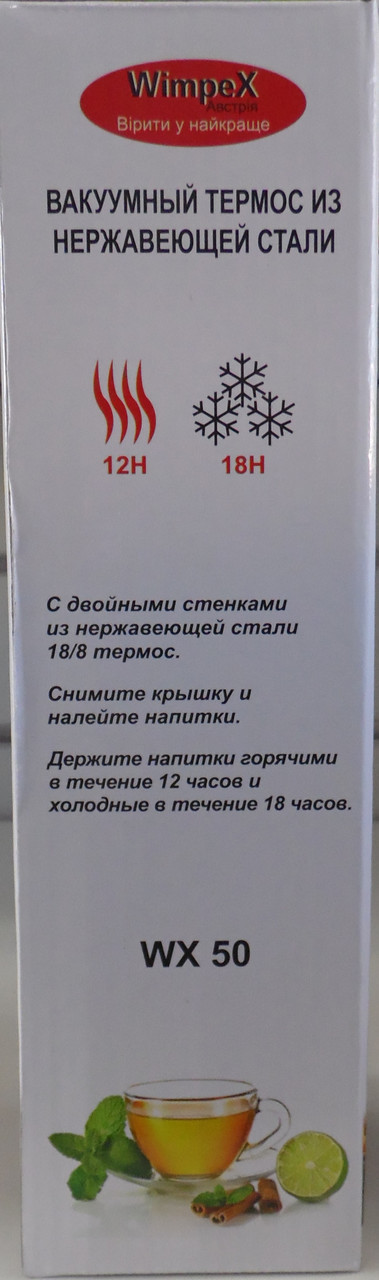 WimpeX
Австрія
Вірити у найкраще
ВАКУУМНЫЙ ТЕРМОС ИЗ
НЕРЖАВЕЮЩЕЙ СТАЛИ
12H 18H
С двойными стенками
из нержавеющей стали
18/8 термос.
Снимите крышку и
налейте напитки.
Держите напитки горячими
в течение 12 часов и
холодные в течение 18 часов.
WX 50